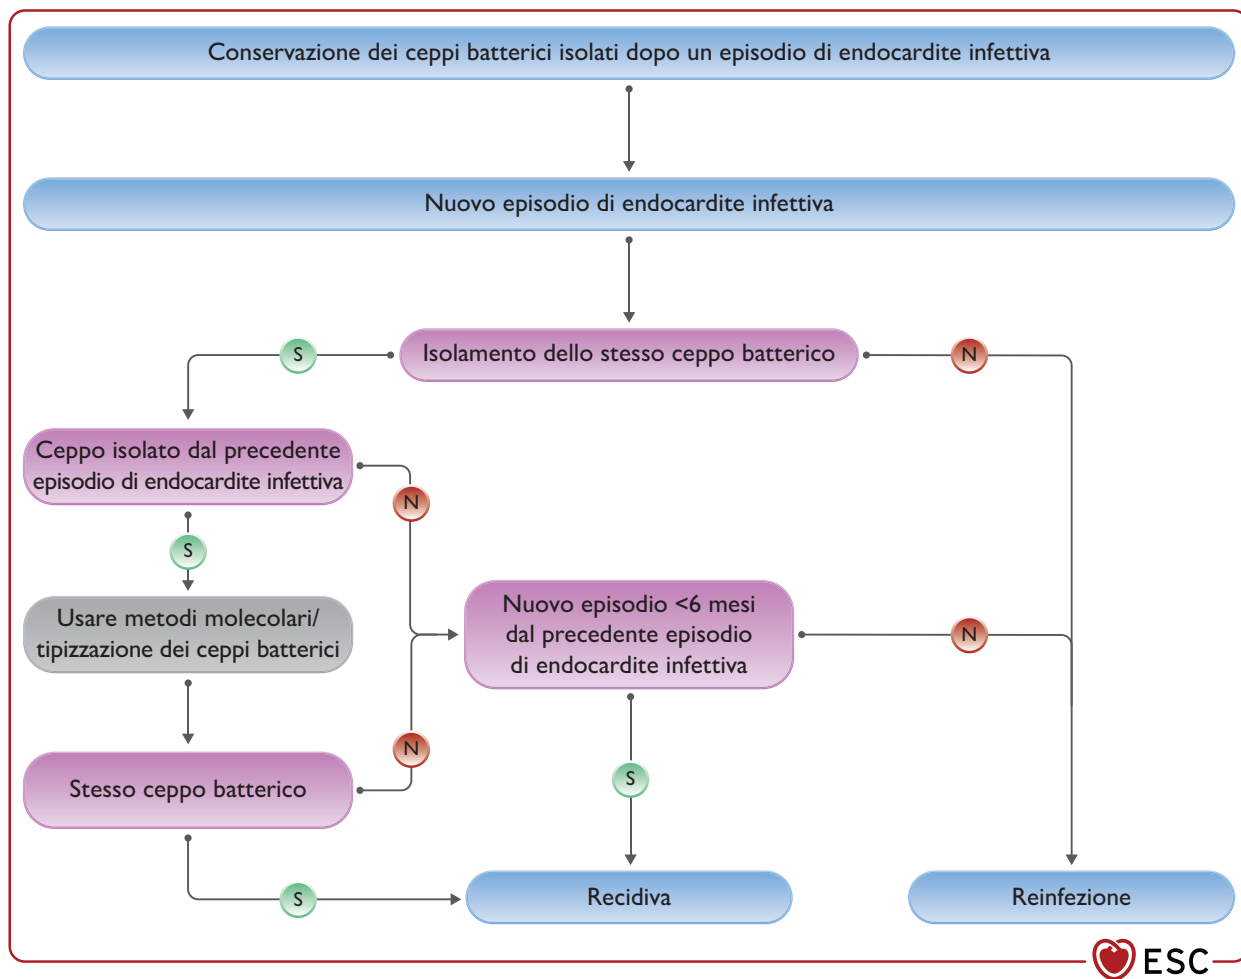 Conservazione dei ceppi batterici isolati dopo un episodio di endocardite infettiva
Nuovo episodio di endocardite infettiva
S
Isolamento dello stesso ceppo batterico
N
Ceppo isolato dal precedente
episodio di endocardite infettiva
N
S
Usare metodi molecolari/
tipizzazione dei ceppi batterici
Nuovo episodio <6 mesi
dal precedente episodio
di endocardite infettiva
N
N
Stesso ceppo batterico
S
S
Recidiva
Reinfezione
ESC